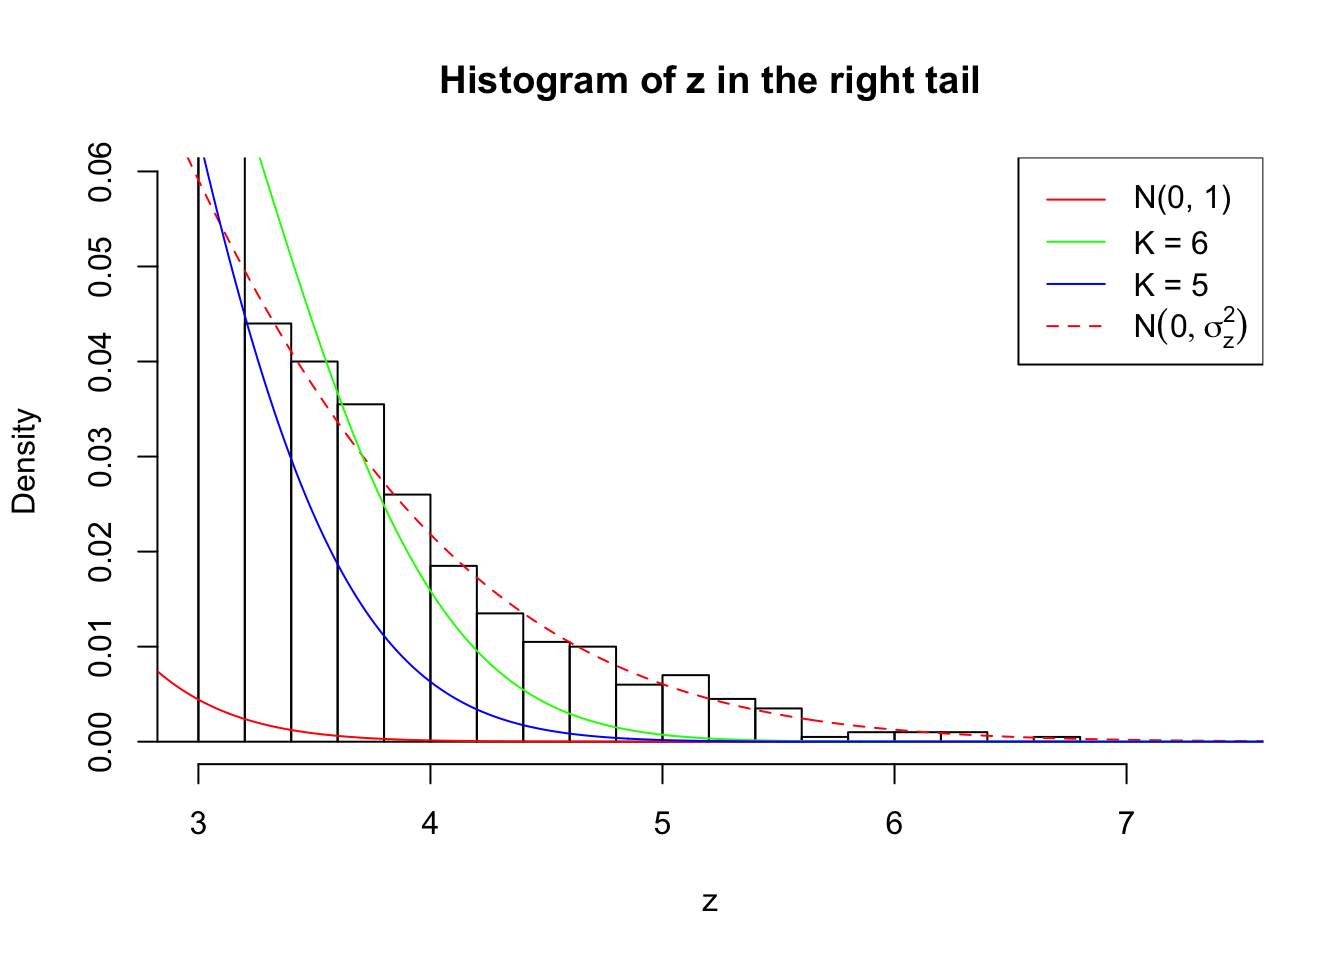 Histogram of z in the right tail
N(0, 1)
K = 6
K = 5
N(0, σ_z^2)
Density
0.06
0.05
0.04
0.03
0.02
0.01
0.00
3 4 5 6 7
z